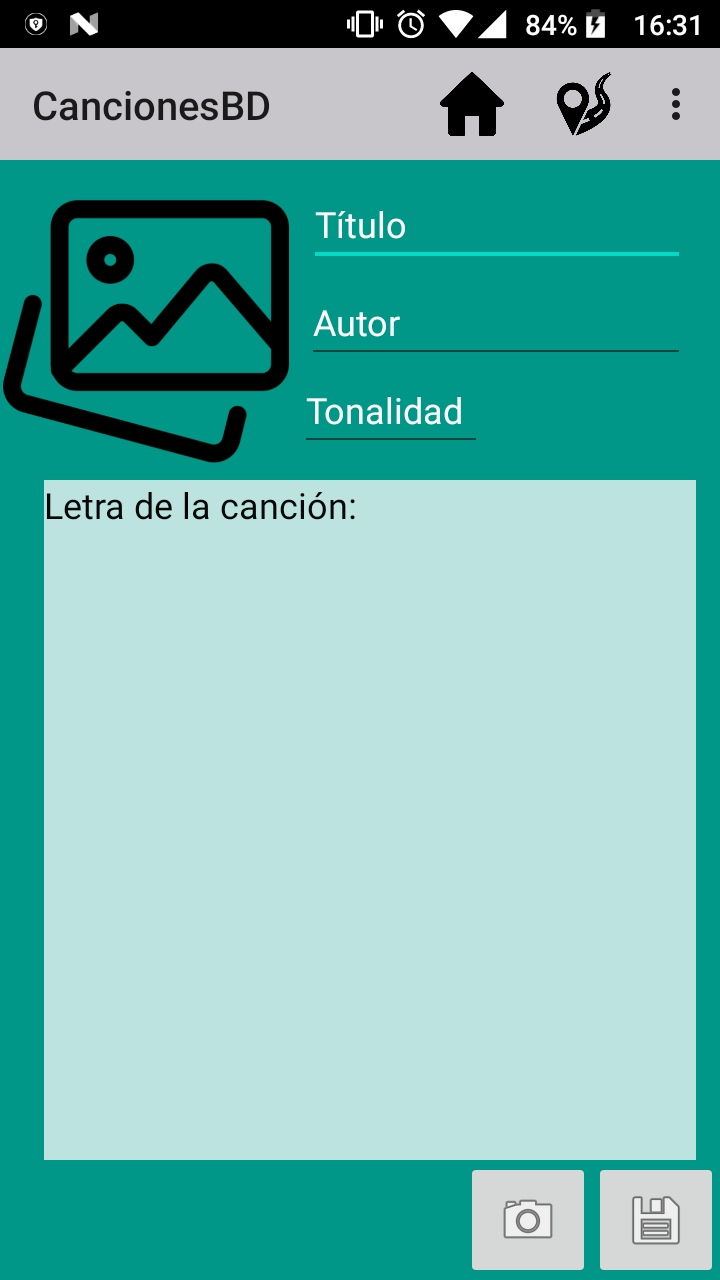 84% 16:31
CancionesBD
Título
Autor
Tonalidad
Letra de la canción: